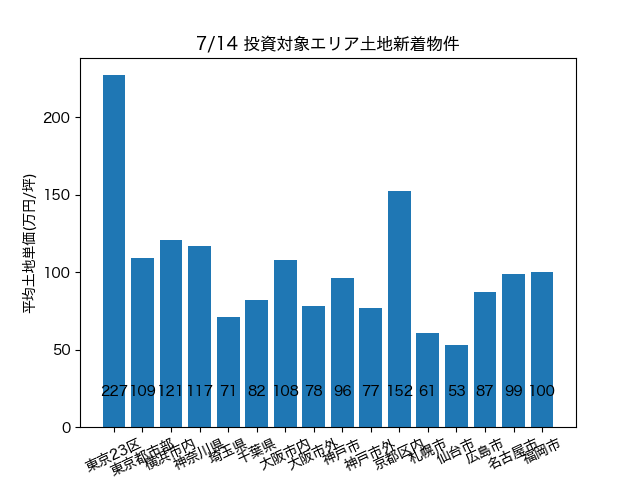 7/14 投資対象エリア土地新着物件
平均土地単価(万円/坪)
200
150
100
50
0
227 109 121 117 71 82 108 78 96 77 152 61 53 87 99 100
東京23区 東京都市部 横浜市内 神奈川県 埼玉県 千葉県 大阪市内 大阪市外 神戸市 神戸市外 京都区内 札幌市 仙台市 広島市 名古屋市 福岡市